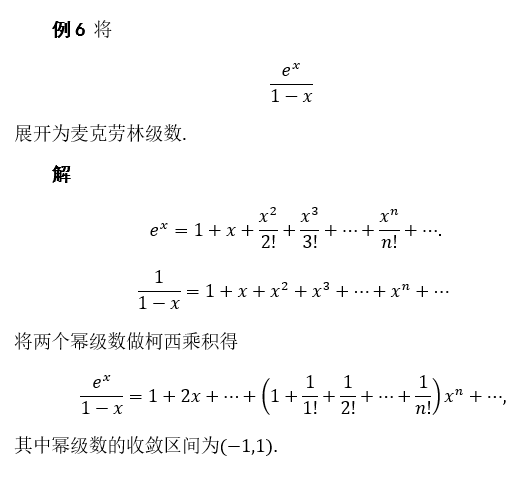 例 6 将
e^x / (1 − x)
展开为麦克劳林级数.
解
e^x = 1 + x + x^2/2! + x^3/3! + ⋯ + x^n/n! + ⋯.
1/(1 − x) = 1 + x + x^2 + x^3 + ⋯ + x^n + ⋯
将两个幂级数做柯西乘积得
e^x/(1 − x) = 1 + 2x + ⋯ + (1 + 1/1! + 1/2! + ⋯ + 1/n!) x^n + ⋯,
其中幂级数的收敛区间为(−1,1).